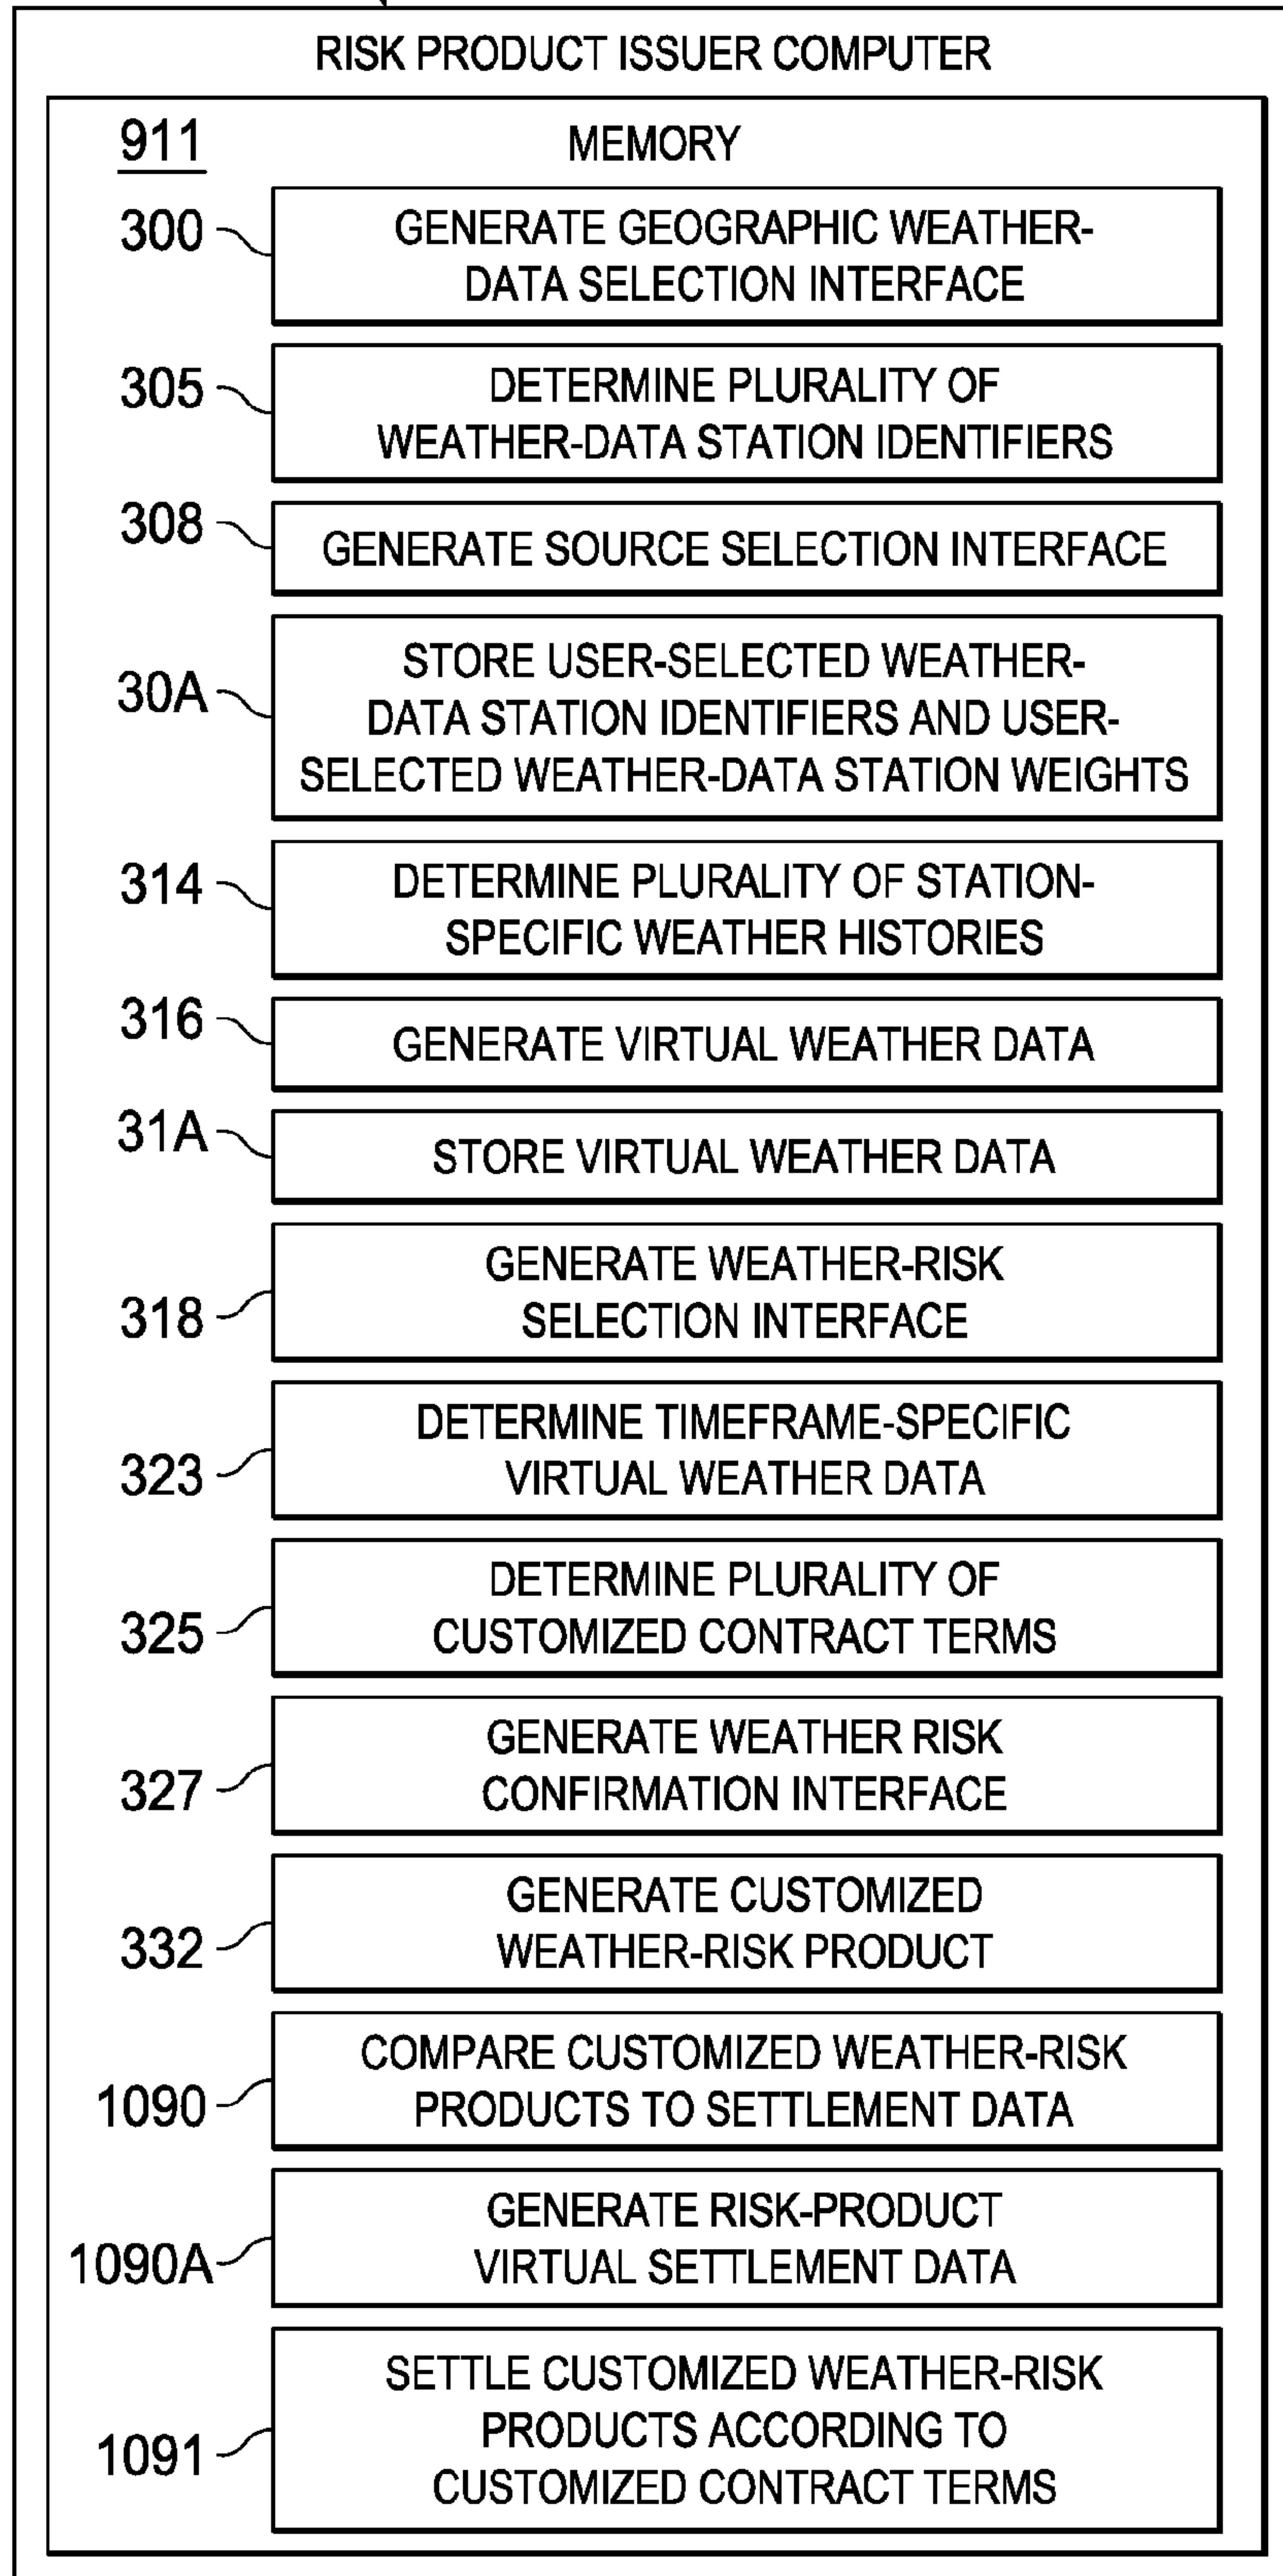 RISK PRODUCT ISSUER COMPUTER
911
MEMORY
300
GENERATE GEOGRAPHIC WEATHER-
DATA SELECTION INTERFACE
305
DETERMINE PLURALITY OF
WEATHER-DATA STATION IDENTIFIERS
308
GENERATE SOURCE SELECTION INTERFACE
30A
STORE USER-SELECTED WEATHER-
DATA STATION IDENTIFIERS AND USER-
SELECTED WEATHER-DATA STATION WEIGHTS
314
DETERMINE PLURALITY OF STATION-
SPECIFIC WEATHER HISTORIES
316
GENERATE VIRTUAL WEATHER DATA
31A
STORE VIRTUAL WEATHER DATA
318
GENERATE WEATHER-RISK
SELECTION INTERFACE
323
DETERMINE TIMEFRAME-SPECIFIC
VIRTUAL WEATHER DATA
325
DETERMINE PLURALITY OF
CUSTOMIZED CONTRACT TERMS
327
GENERATE WEATHER RISK
CONFIRMATION INTERFACE
332
GENERATE CUSTOMIZED
WEATHER-RISK PRODUCT
1090
COMPARE CUSTOMIZED WEATHER-RISK
PRODUCTS TO SETTLEMENT DATA
1090A
GENERATE RISK-PRODUCT
VIRTUAL SETTLEMENT DATA
1091
SETTLE CUSTOMIZED WEATHER-RISK
PRODUCTS ACCORDING TO
CUSTOMIZED CONTRACT TERMS